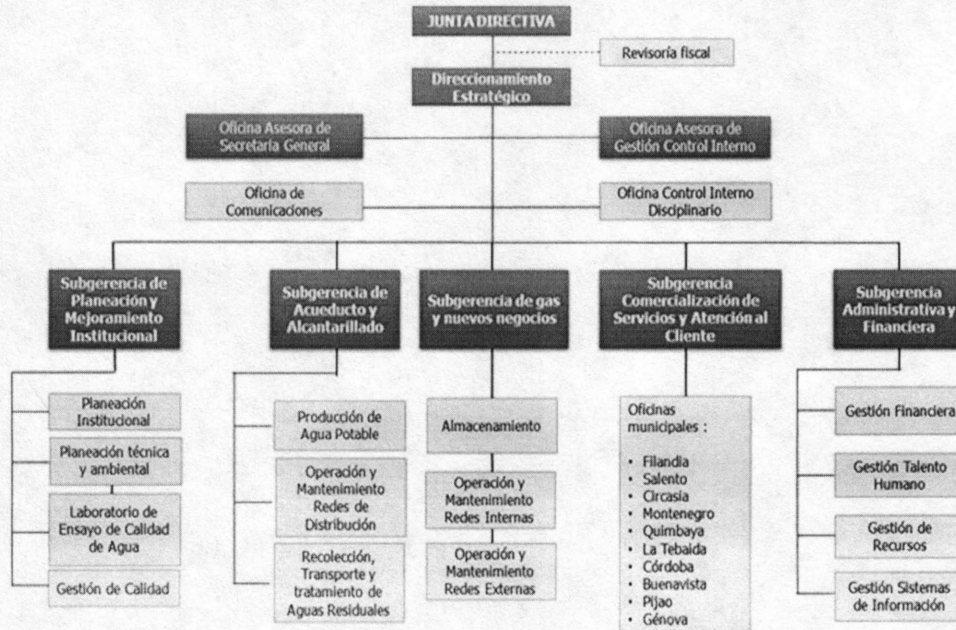 JUNTA DIRECTIVA
Revisoría fiscal
Direccionamiento
Estratégico
Oficina Asesora de
Secretaría General
Oficina Asesora de
Gestión Control Interno
Oficina de
Comunicaciones
Oficina Control Interno
Disciplinario
Subgerencia de
Planeación y
Mejoramiento
Institucional
Subgerencia de
Acueducto y
Alcantarillado
Subgerencia de gas
y nuevos negocios
Subgerencia
Comercialización de
Servicios y Atención al
Cliente
Subgerencia
Administrativa y
Financiera
Planeación
Institucional
Planeación técnica
y ambiental
Laboratorio de
Ensayo de Calidad
de Agua
Gestión de Calidad
Producción de
Agua Potable
Operación y
Mantenimiento
Redes de
Distribución
Recolección,
Transporte y
tratamiento de
Aguas Residuales
Almacenamiento
Operación y
Mantenimiento
Redes Internas
Operación y
Mantenimiento
Redes Externas
Oficinas
municipales :
• Filandia
• Salento
• Circasia
• Montenegro
• Quimbaya
• La Tebaida
• Córdoba
• Buenavista
• Pijao
• Génova
Gestión Financiera
Gestión Talento
Humano
Gestión de
Recursos
Gestión Sistemas
de Información